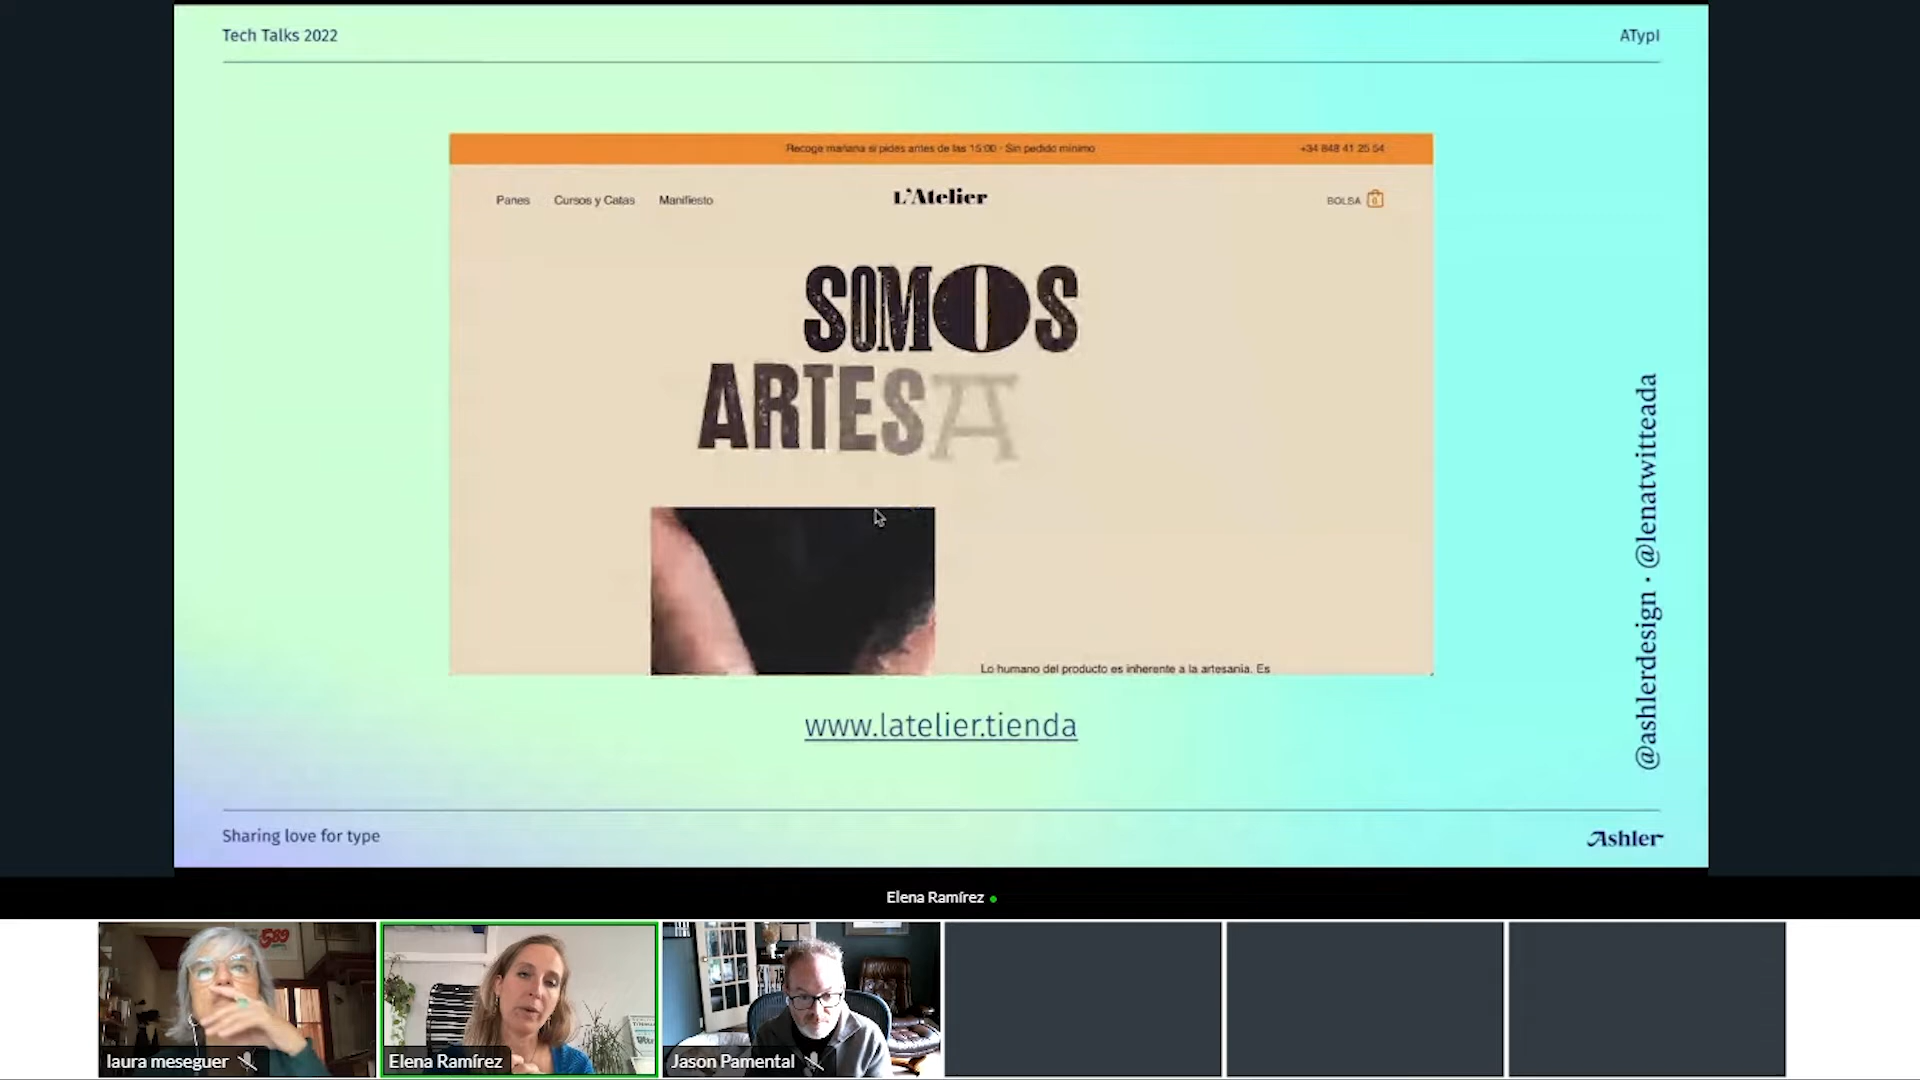 Tech Talks 2022
ATypI
Recoge mañana si pides antes de las 15:00 · Sin pedido mínimo
+34 848 41 25 54
Panes
Cursos y Catas
Manifiesto
L'Atelier
BOLSA
0
SOMOS
ARTESA
Lo humano del producto es inherente a la artesanía. Es
www.latelier.tienda
@ashlerdesign · @lenatwitteada
Sharing love for type
Ashler
Elena Ramírez
589
laura meseguer
Elena Ramírez
Jason Pamental